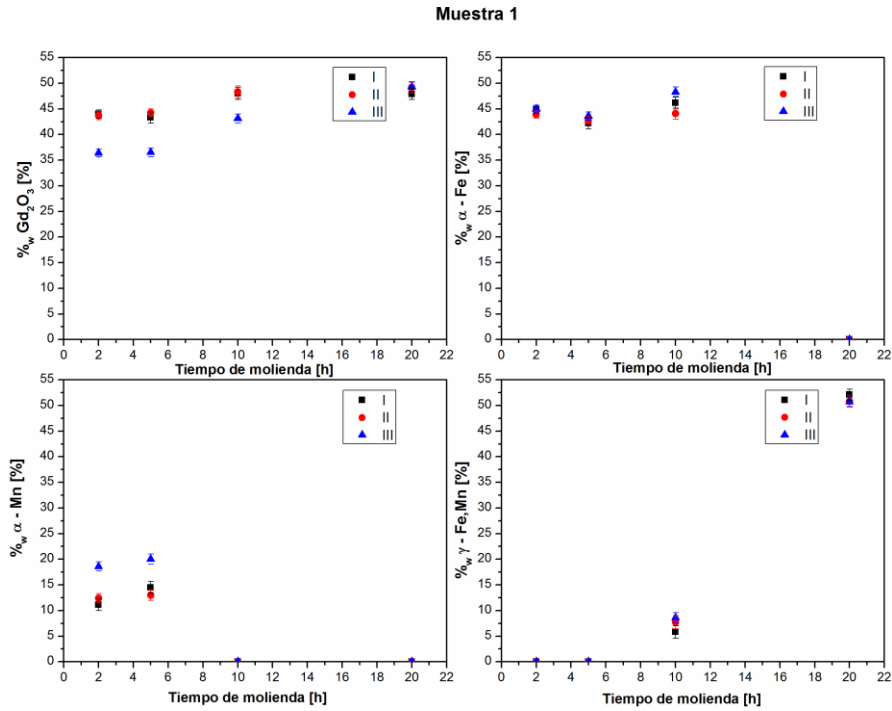 Muestra 1
%w Gd2O3 [%]
55
50
45
40
35
30
25
20
15
10
5
0
I
II
III
0 2 4 6 8 10 12 14 16 18 20 22
Tiempo de molienda [h]
%w α - Fe [%]
55
50
45
40
35
30
25
20
15
10
5
0
I
II
III
0 2 4 6 8 10 12 14 16 18 20 22
Tiempo de molienda [h]
%w α - Mn [%]
55
50
45
40
35
30
25
20
15
10
5
0
I
II
III
0 2 4 6 8 10 12 14 16 18 20 22
Tiempo de molienda [h]
%w γ - Fe,Mn [%]
55
50
45
40
35
30
25
20
15
10
5
0
I
II
III
0 2 4 6 8 10 12 14 16 18 20 22
Tiempo de molienda [h]